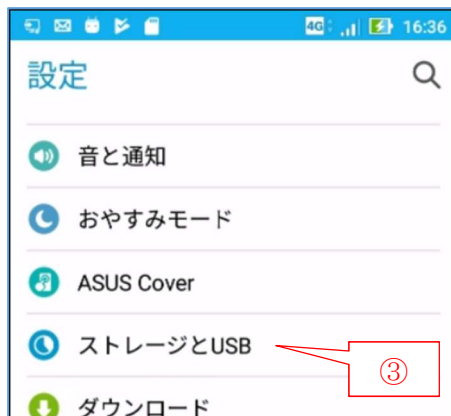 4G 16:36
設定
音と通知
おやすみモード
ASUS Cover
ストレージとUSB
③
ダウンロード